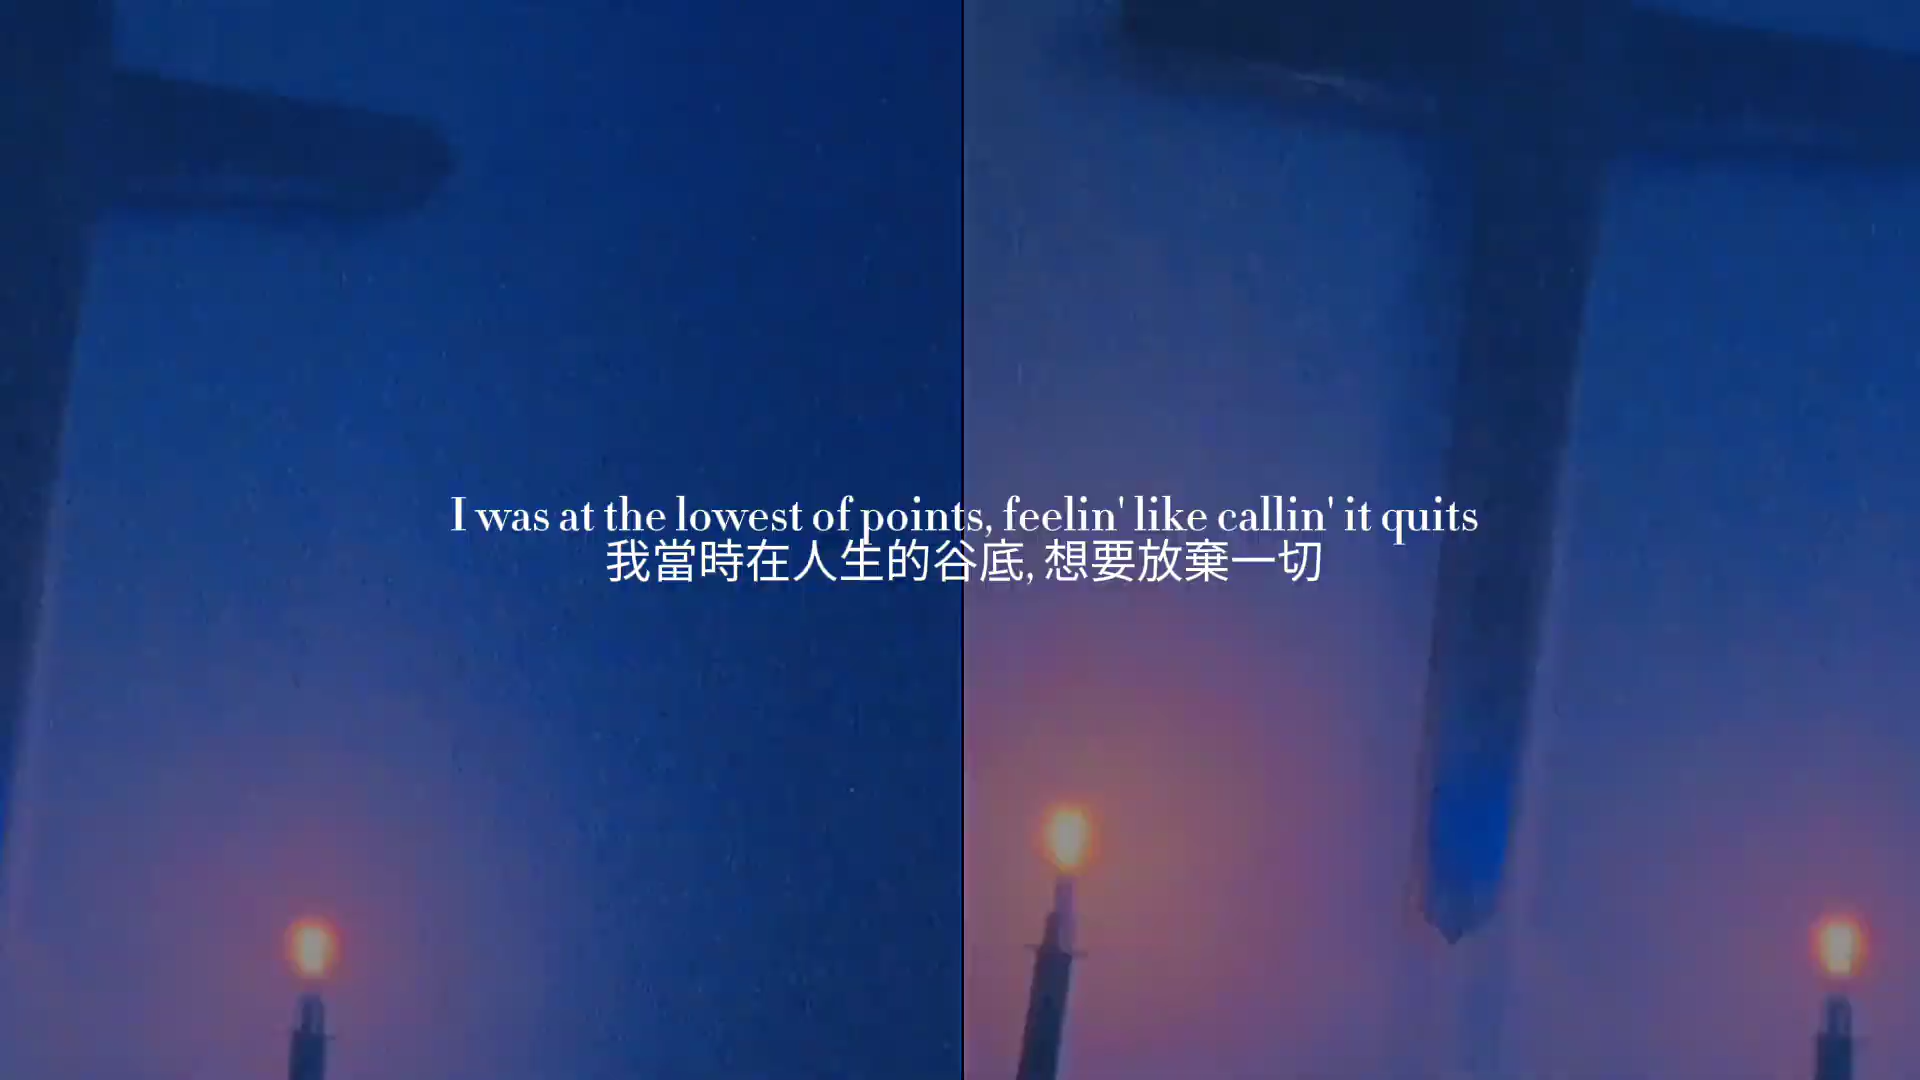 I was at the lowest of points, feelin' like callin' it quits
我當時在人生的谷底, 想要放棄一切